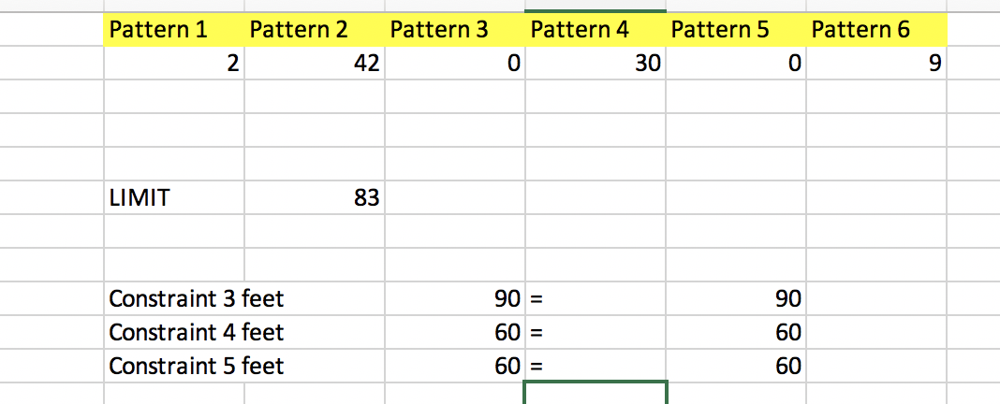 Pattern 1 Pattern 2 Pattern 3 Pattern 4 Pattern 5 Pattern 6
2 42 0 30 0 9
LIMIT 83
Constraint 3 feet 90 = 90
Constraint 4 feet 60 = 60
Constraint 5 feet 60 = 60